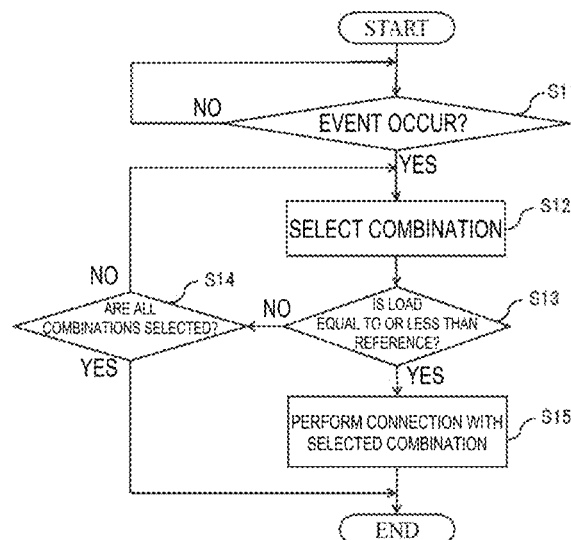 START
S1
NO
EVENT OCCUR?
YES
S12
SELECT COMBINATION
NO
S14
ARE ALL
COMBINATIONS SELECTED?
NO
S13
IS LOAD
EQUAL TO OR LESS THAN
REFERENCE?
YES
YES
S15
PERFORM CONNECTION WITH
SELECTED COMBINATION
END